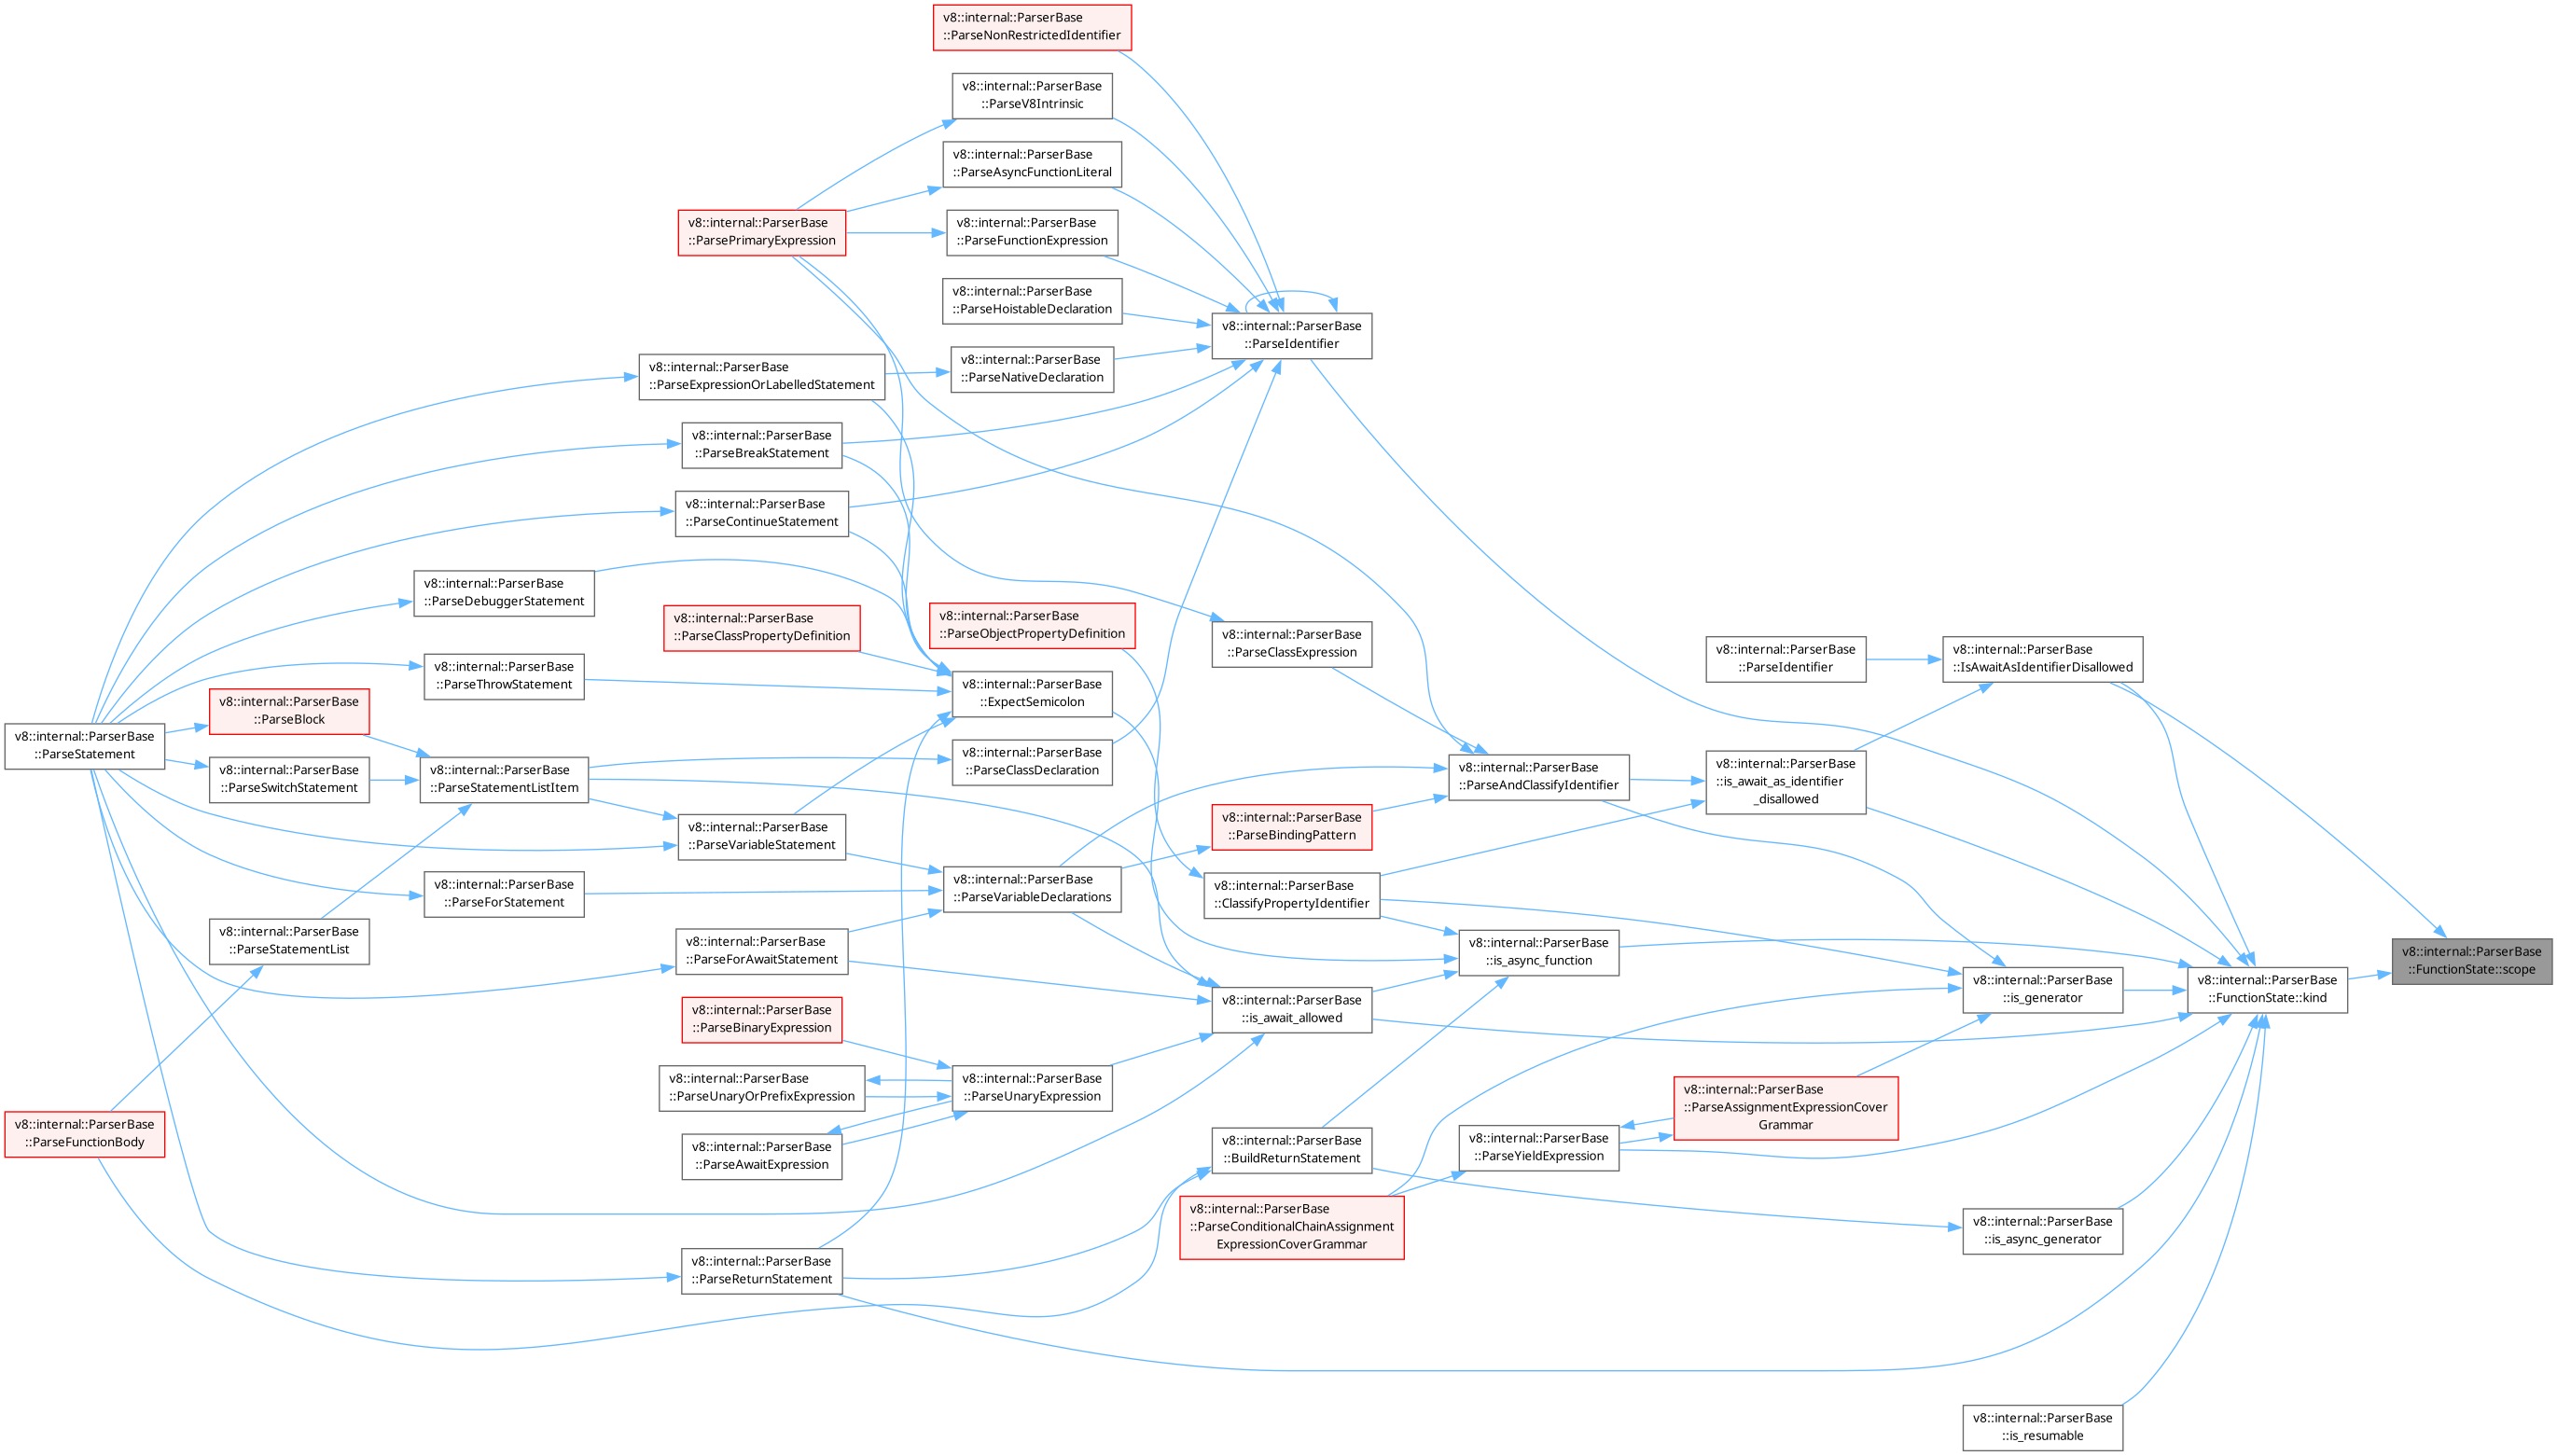 v8::internal::ParserBase
::ParseNonRestrictedIdentifier
v8::internal::ParserBase
::ParseV8Intrinsic
v8::internal::ParserBase
::ParseAsyncFunctionLiteral
v8::internal::ParserBase
::ParsePrimaryExpression
v8::internal::ParserBase
::ParseFunctionExpression
v8::internal::ParserBase
::ParseHoistableDeclaration
v8::internal::ParserBase
::ParseIdentifier
v8::internal::ParserBase
::ParseExpressionOrLabelledStatement
v8::internal::ParserBase
::ParseNativeDeclaration
v8::internal::ParserBase
::ParseBreakStatement
v8::internal::ParserBase
::ParseContinueStatement
v8::internal::ParserBase
::ParseDebuggerStatement
v8::internal::ParserBase
::ParseClassPropertyDefinition
v8::internal::ParserBase
::ParseObjectPropertyDefinition
v8::internal::ParserBase
::ParseClassExpression
v8::internal::ParserBase
::ParseIdentifier
v8::internal::ParserBase
::IsAwaitAsIdentifierDisallowed
v8::internal::ParserBase
::ParseThrowStatement
v8::internal::ParserBase
::ExpectSemicolon
v8::internal::ParserBase
::ParseBlock
v8::internal::ParserBase
::ParseStatement
v8::internal::ParserBase
::ParseSwitchStatement
v8::internal::ParserBase
::ParseStatementListItem
v8::internal::ParserBase
::ParseClassDeclaration
v8::internal::ParserBase
::ParseAndClassifyIdentifier
v8::internal::ParserBase
::is_await_as_identifier
_disallowed
v8::internal::ParserBase
::ParseVariableStatement
v8::internal::ParserBase
::ParseBindingPattern
v8::internal::ParserBase
::ParseForStatement
v8::internal::ParserBase
::ParseVariableDeclarations
v8::internal::ParserBase
::ClassifyPropertyIdentifier
v8::internal::ParserBase
::ParseStatementList
v8::internal::ParserBase
::ParseForAwaitStatement
v8::internal::ParserBase
::is_async_function
v8::internal::ParserBase
::FunctionState::scope
v8::internal::ParserBase
::is_await_allowed
v8::internal::ParserBase
::is_generator
v8::internal::ParserBase
::FunctionState::kind
v8::internal::ParserBase
::ParseBinaryExpression
v8::internal::ParserBase
::ParseUnaryOrPrefixExpression
v8::internal::ParserBase
::ParseUnaryExpression
v8::internal::ParserBase
::ParseAssignmentExpressionCover
Grammar
v8::internal::ParserBase
::ParseFunctionBody
v8::internal::ParserBase
::ParseAwaitExpression
v8::internal::ParserBase
::BuildReturnStatement
v8::internal::ParserBase
::ParseYieldExpression
v8::internal::ParserBase
::ParseConditionalChainAssignment
ExpressionCoverGrammar
v8::internal::ParserBase
::is_async_generator
v8::internal::ParserBase
::ParseReturnStatement
v8::internal::ParserBase
::is_resumable